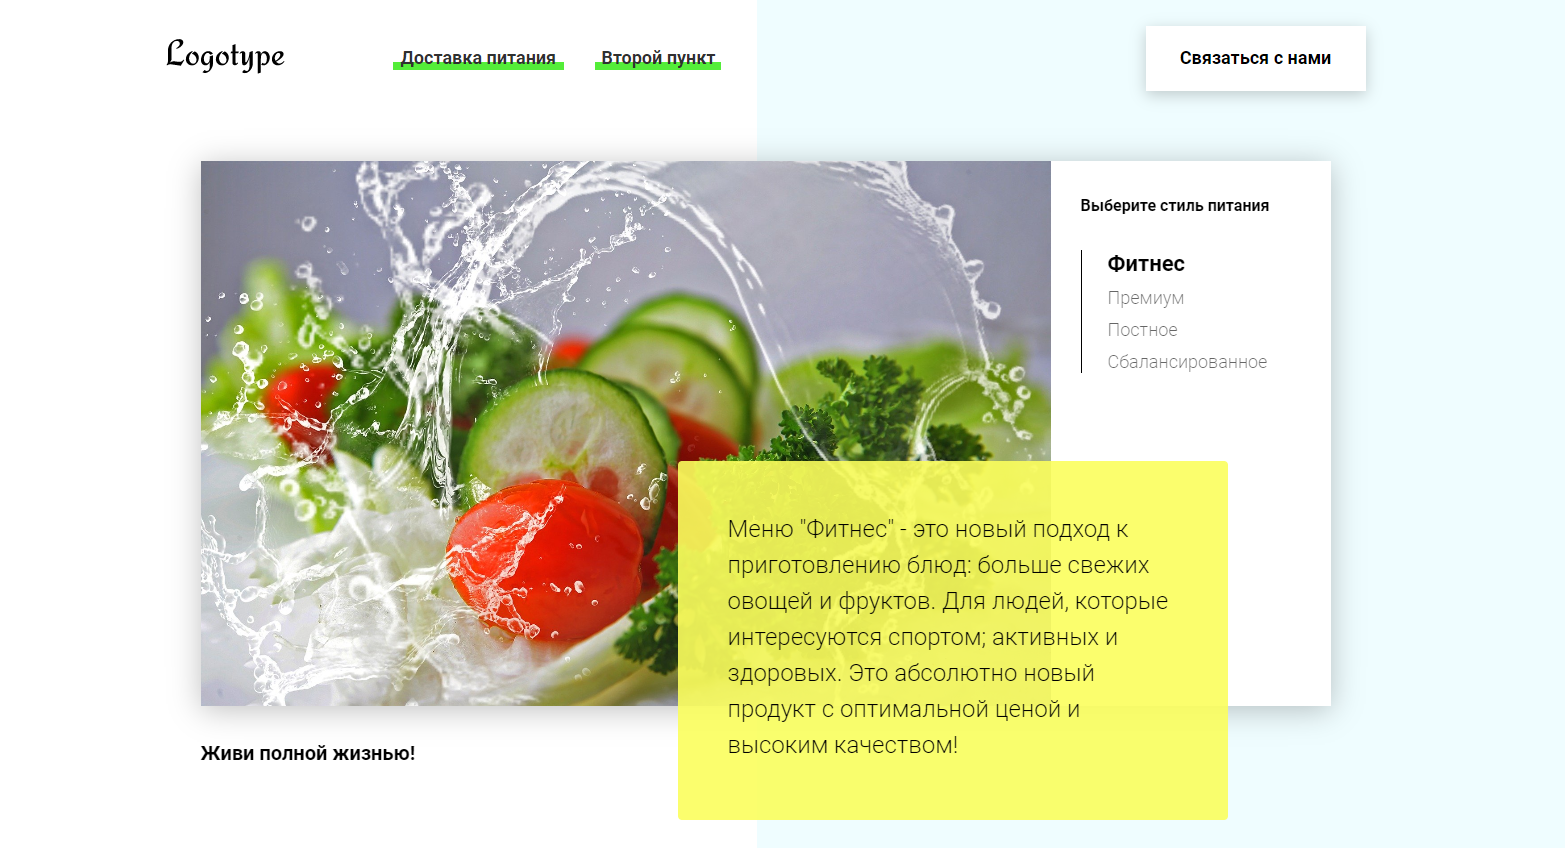 Logotype
Доставка питания
Второй пункт
Связаться с нами
Выберите стиль питания
Фитнес
Премиум
Постное
Сбалансированное
Меню "Фитнес" - это новый подход к
приготовлению блюд: больше свежих
овощей и фруктов. Для людей, которые
интересуются спортом; активных и
здоровых. Это абсолютно новый
продукт с оптимальной ценой и
высоким качеством!
Живи полной жизнью!